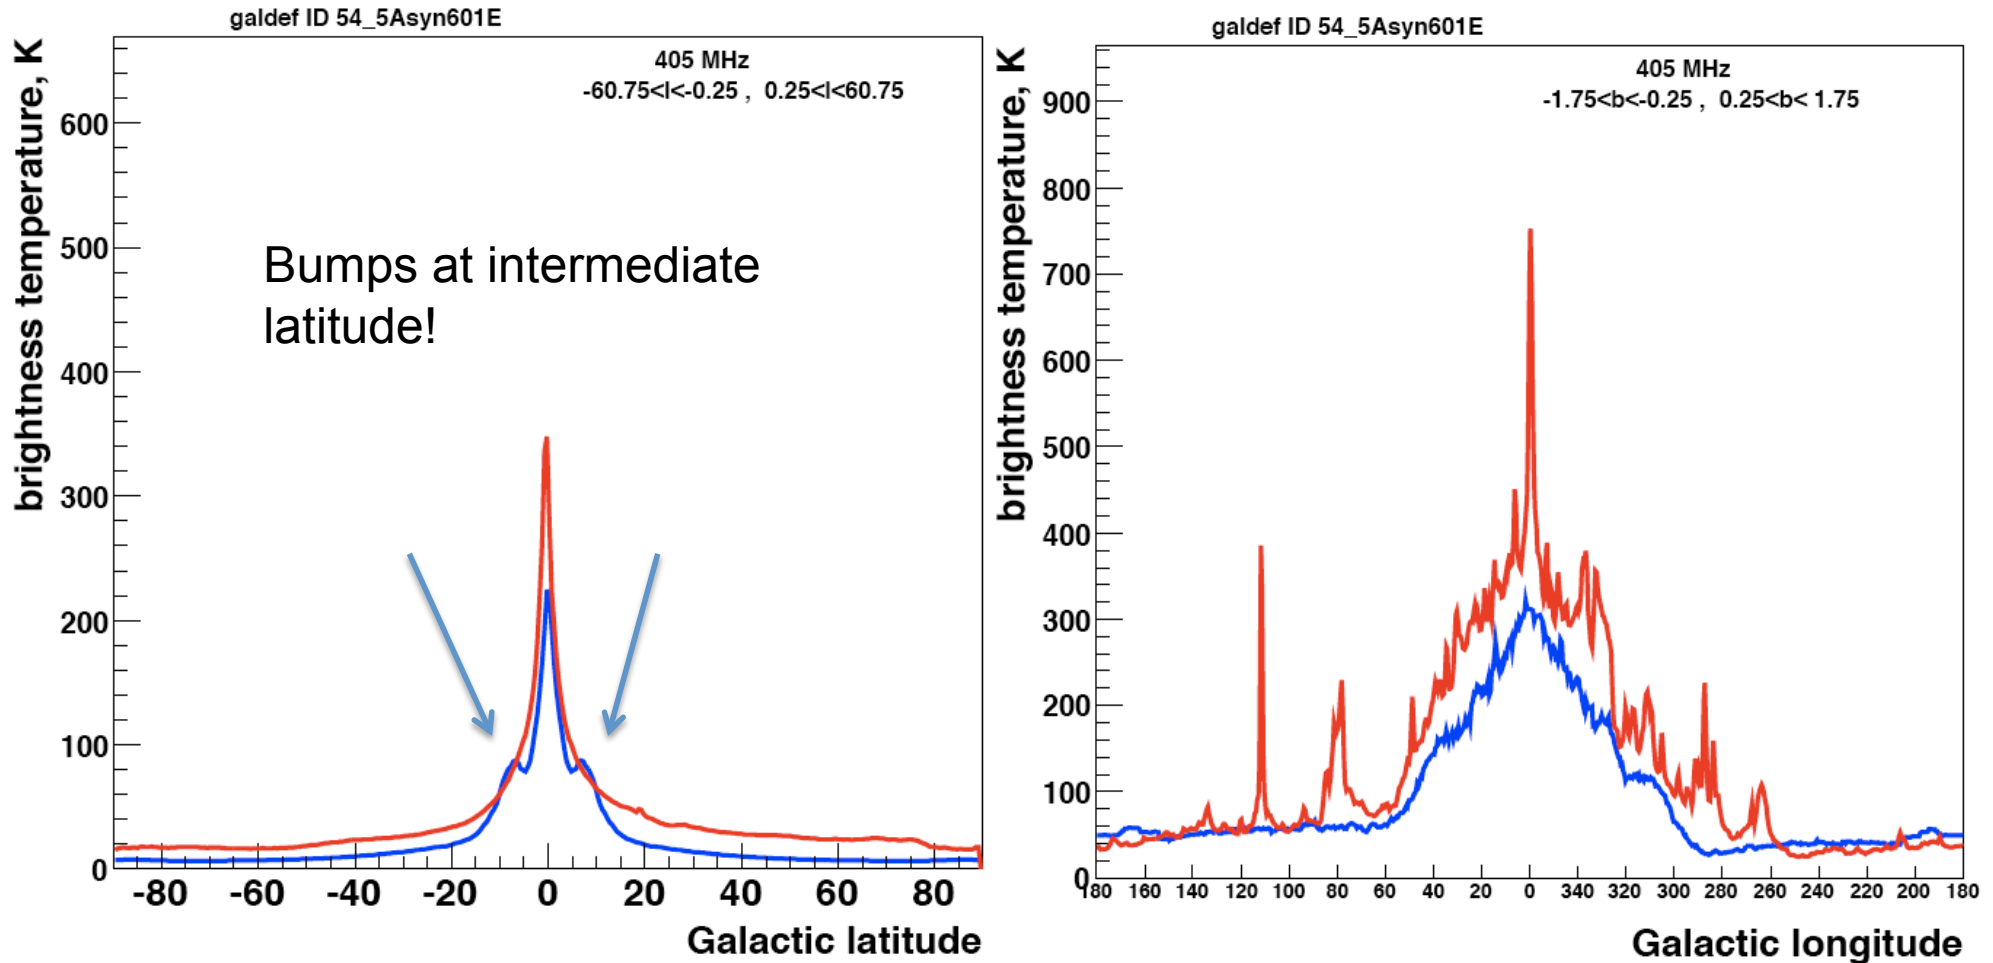 galdef ID 54_5Asyn601E
405 MHz
-60.75<l<-0.25 , 0.25<l<60.75
brightness temperature, K
600
500
400
300
200
100
0
Bumps at intermediate
latitude!
-80 -60 -40 -20 0 20 40 60 80
Galactic latitude
galdef ID 54_5Asyn601E
405 MHz
-1.75<b<-0.25 , 0.25<b< 1.75
brightness temperature, K
900
800
700
600
500
400
300
200
100
0
180 160 140 120 100 80 60 40 20 0 340 320 300 280 260 240 220 200 180
Galactic longitude